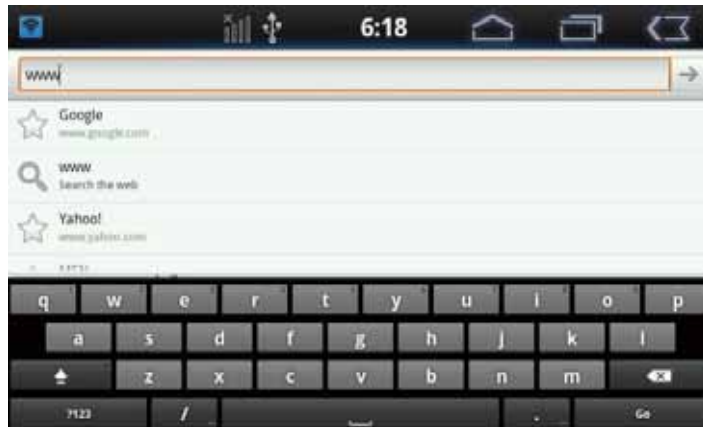 6:18
www
Google
www.google.com
www
Search the web
Yahoo!
www.yahoo.com
q w e r t y u i o p
a s d f g h j k l
z x c v b n m
?123 / . Go